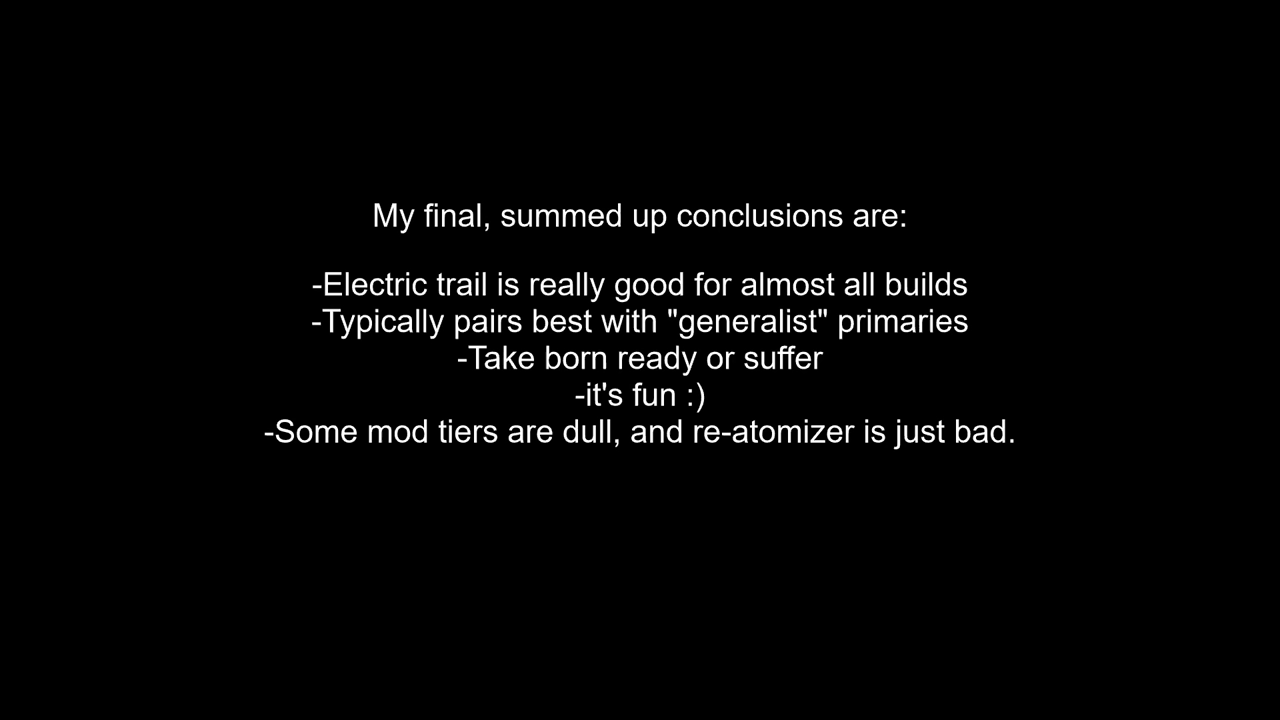 My final, summed up conclusions are:
-Electric trail is really good for almost all builds
-Typically pairs best with "generalist" primaries
-Take born ready or suffer
-it's fun :)
-Some mod tiers are dull, and re-atomizer is just bad.